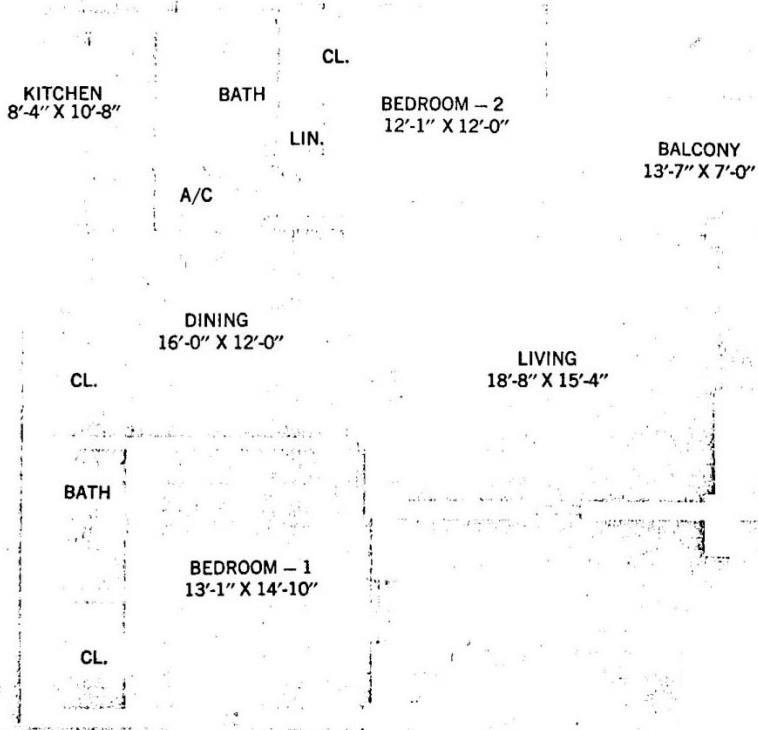 CL.
KITCHEN
8′-4″ X 10′-8″
BATH
BEDROOM – 2
12′-1″ X 12′-0″
LIN.
BALCONY
13′-7″ X 7′-0″
A/C
DINING
16′-0″ X 12′-0″
LIVING
18′-8″ X 15′-4″
CL.
BATH
BEDROOM – 1
13′-1″ X 14′-10″
CL.